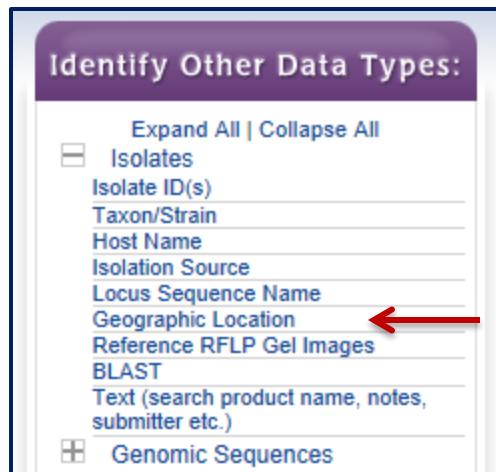 Identify Other Data Types:
Expand All | Collapse All
Isolates
Isolate ID(s)
Taxon/Strain
Host Name
Isolation Source
Locus Sequence Name
Geographic Location
Reference RFLP Gel Images
BLAST
Text (search product name, notes,
submitter etc.)
Genomic Sequences